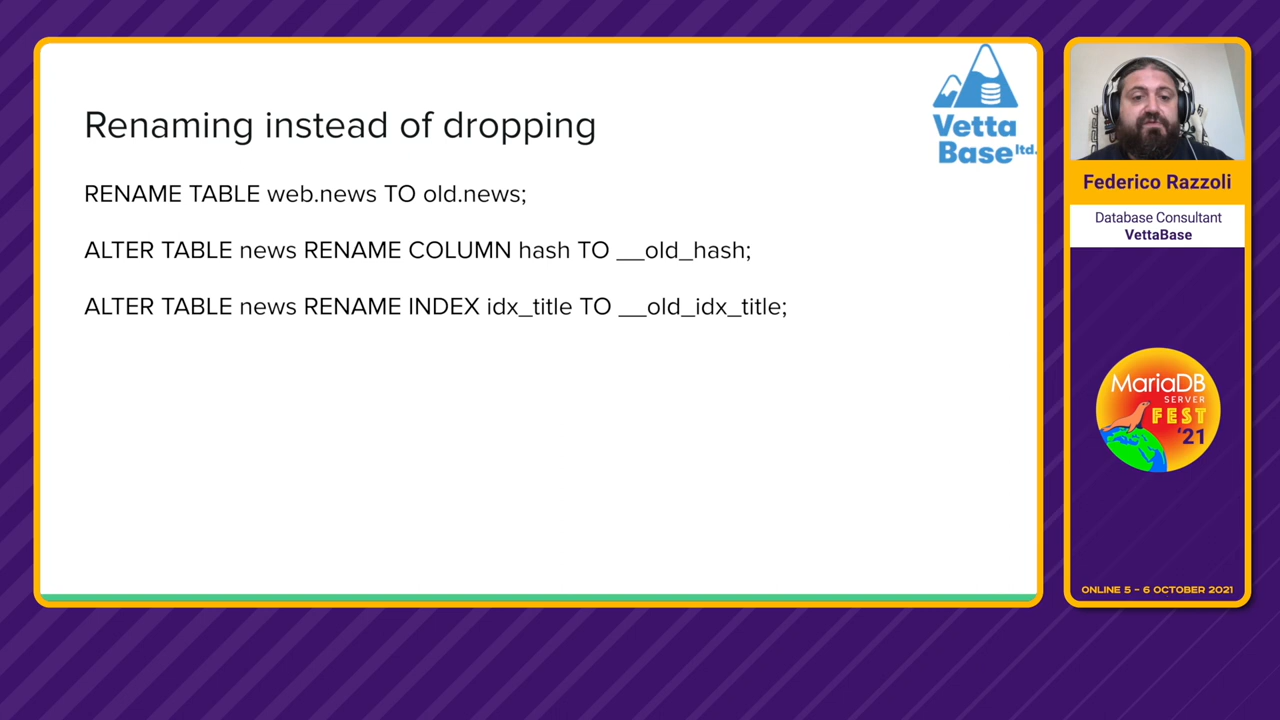 Renaming instead of dropping
RENAME TABLE web.news TO old.news;
ALTER TABLE news RENAME COLUMN hash TO __old_hash;
ALTER TABLE news RENAME INDEX idx_title TO __old_idx_title;
Vetta
Base ltd.
Federico Razzoli
Database Consultant
VettaBase
MariaDB
SERVER
FEST
'21
ONLINE 5 - 6 OCTOBER 2021